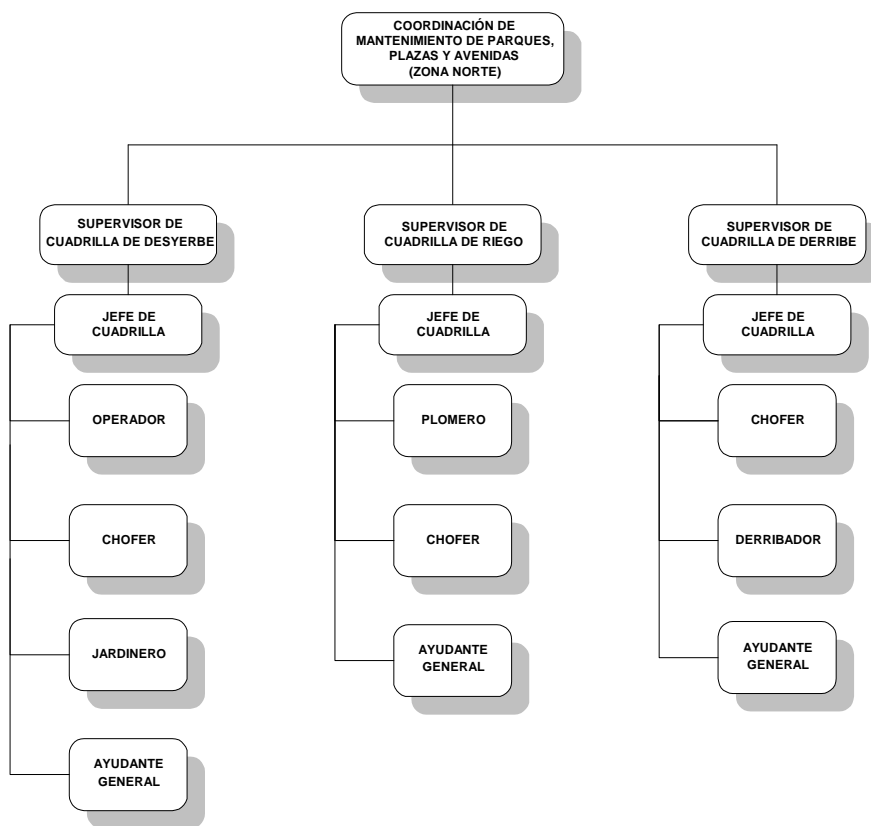 COORDINACIÓN DE
MANTENIMIENTO DE PARQUES,
PLAZAS Y AVENIDAS
(ZONA NORTE)
SUPERVISOR DE
CUADRILLA DE DESYERBE
JEFE DE
CUADRILLA
OPERADOR
CHOFER
JARDINERO
AYUDANTE
GENERAL
SUPERVISOR DE
CUADRILLA DE RIEGO
JEFE DE
CUADRILLA
PLOMERO
CHOFER
AYUDANTE
GENERAL
SUPERVISOR DE
CUADRILLA DE DERRIBE
JEFE DE
CUADRILLA
CHOFER
DERRIBADOR
AYUDANTE
GENERAL